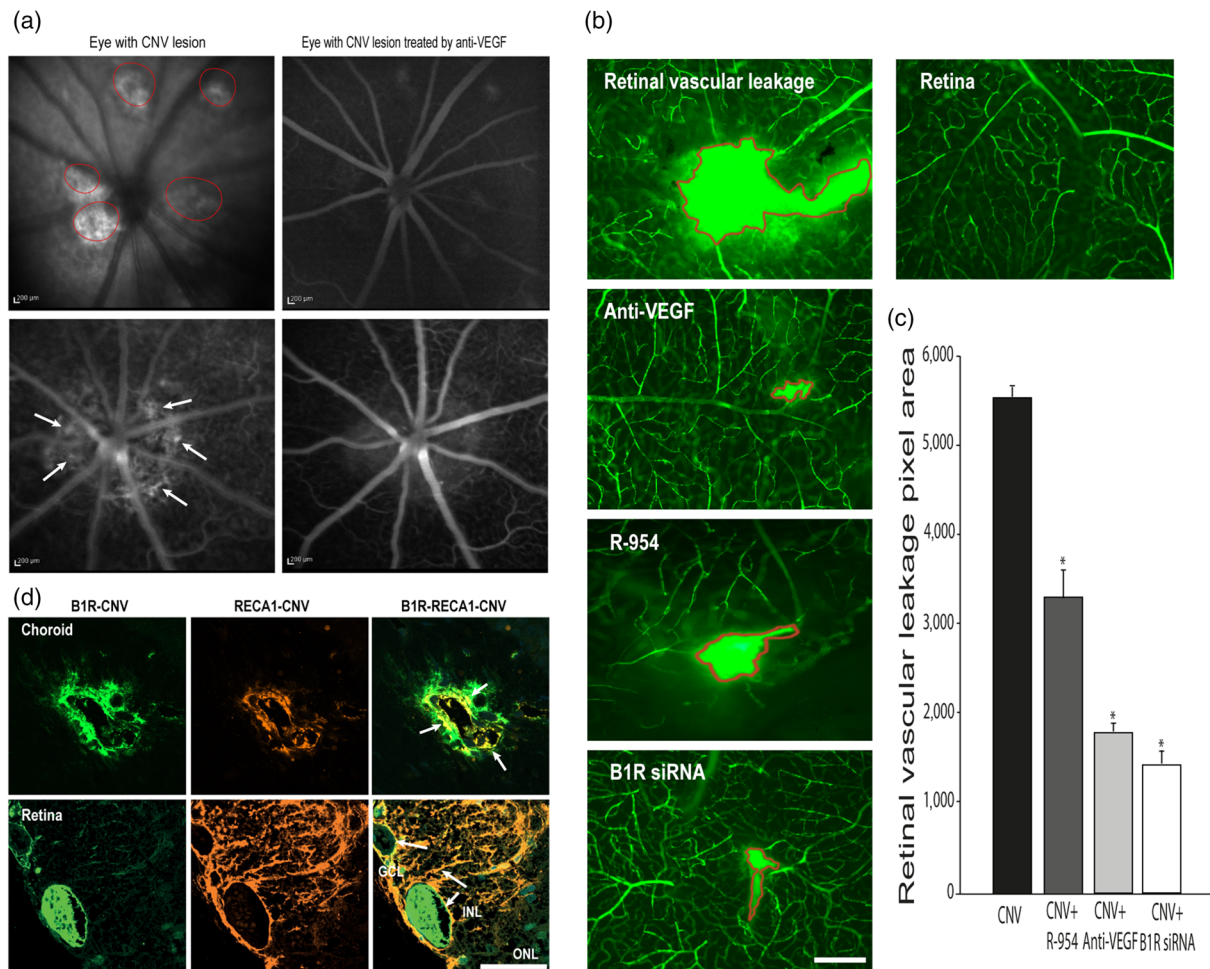 (a)
Eye with CNV lesion
Eye with CNV lesion treated by anti-VEGF
200 µm
200 µm
200 µm
200 µm
(b)
Retinal vascular leakage
Retina
Anti-VEGF
R-954
B1R siRNA
(c)
Retinal vascular leakage pixel area
6,000
5,000
4,000
3,000
2,000
1,000
0
*
*
*
CNV
CNV+
R-954
CNV+
Anti-VEGF
CNV+
B1R siRNA
(d)
B1R-CNV
RECA1-CNV
B1R-RECA1-CNV
Choroid
Retina
GCL
INL
ONL